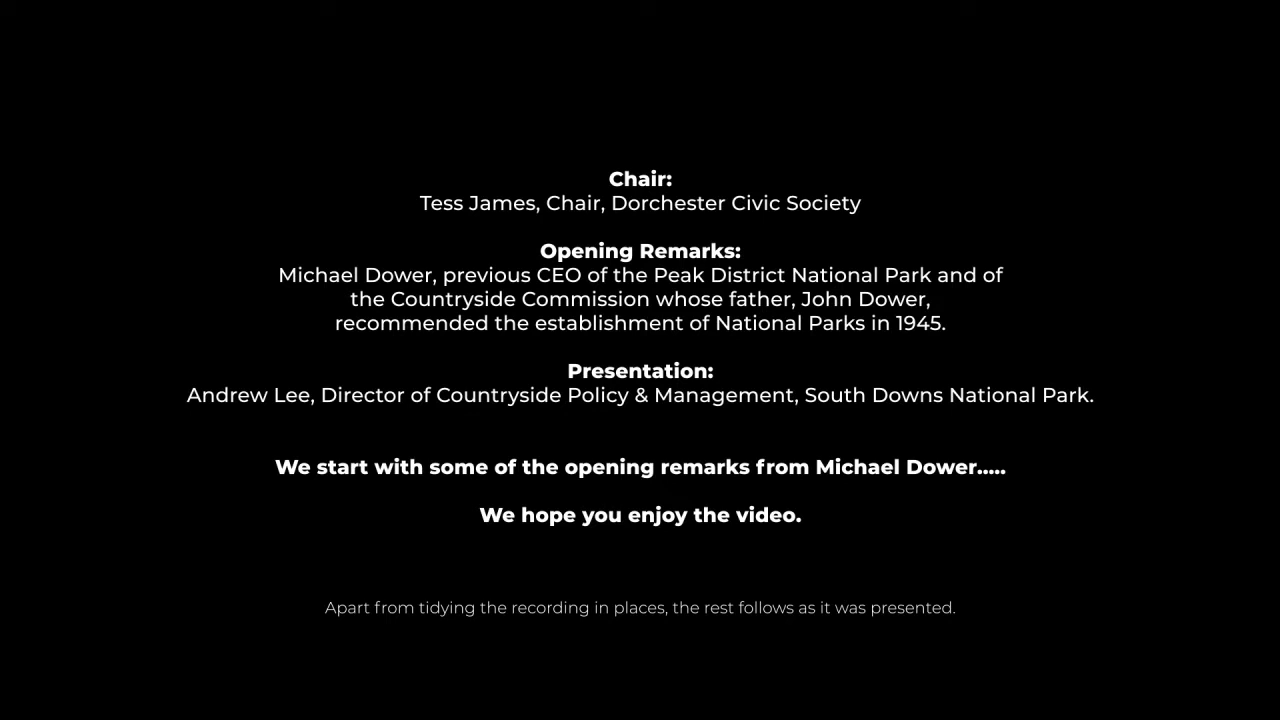 Chair:
Tess James, Chair, Dorchester Civic Society
Opening Remarks:
Michael Dower, previous CEO of the Peak District National Park and of
the Countryside Commission whose father, John Dower,
recommended the establishment of National Parks in 1945.
Presentation:
Andrew Lee, Director of Countryside Policy & Management, South Downs National Park.
We start with some of the opening remarks from Michael Dower.....
We hope you enjoy the video.
Apart from tidying the recording in places, the rest follows as it was presented.